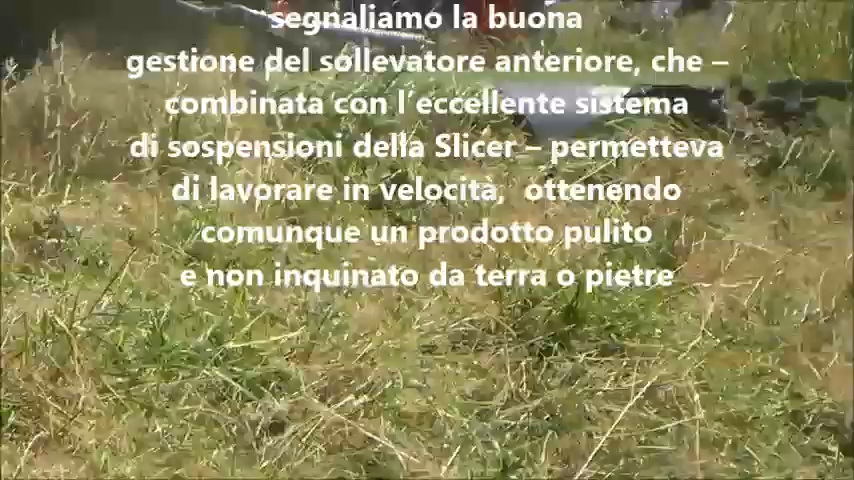 segnaliamo la buona
gestione del sollevatore anteriore, che –
combinata con l'eccellente sistema
di sospensioni della Slicer – permetteva
di lavorare in velocità, ottenendo
comunque un prodotto pulito
e non inquinato da terra o pietre